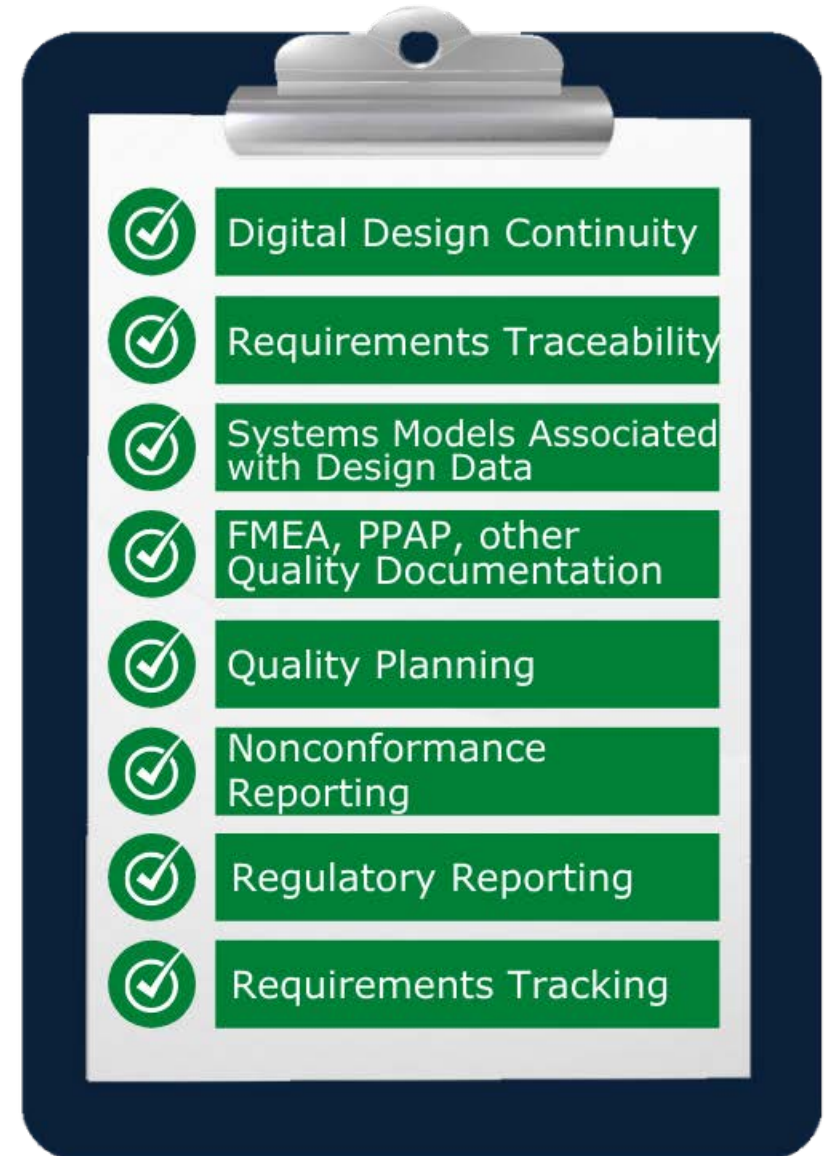 Digital Design Continuity
Requirements Traceability
Systems Models Associated
with Design Data
FMEA, PPAP, other
Quality Documentation
Quality Planning
Nonconformance
Reporting
Regulatory Reporting
Requirements Tracking